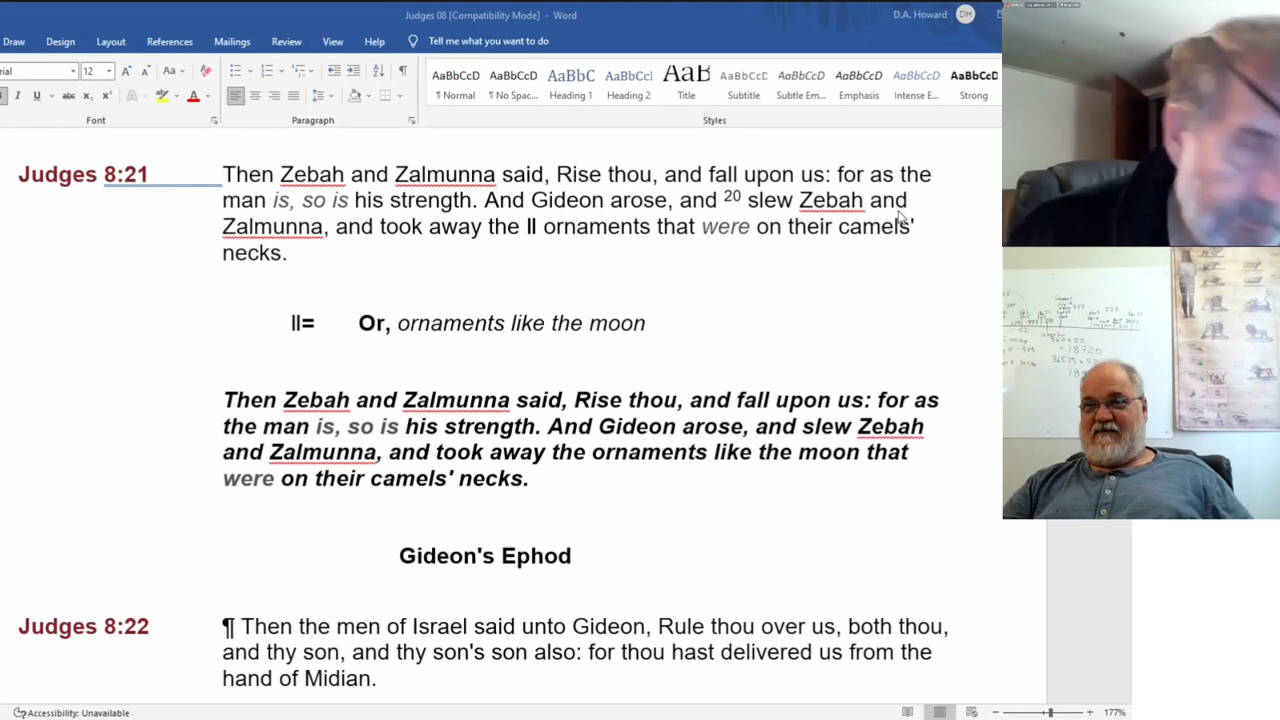 Judges 08 [Compatibility Mode] - Word
D.A. Howard DH
Draw Design Layout References Mailings Review View Help Tell me what you want to do
12 Aa
AaBbCcD AaBbCcD AaBbC AaBbCcI AaB AaBbCcD AaBbCcD AaBbCcD AaBbCcD AaBbCcD
¶ Normal ¶ No Spac... Heading 1 Heading 2 Title Subtitle Subtle Em... Emphasis Intense E... Strong
Font Paragraph Styles
Judges 8:21 Then Zebah and Zalmunna said, Rise thou, and fall upon us: for as the
man is, so is his strength. And Gideon arose, and 20 slew Zebah and
Zalmunna, and took away the ǁ ornaments that were on their camels'
necks.
ǁ= Or, ornaments like the moon
Then Zebah and Zalmunna said, Rise thou, and fall upon us: for as
the man is, so is his strength. And Gideon arose, and slew Zebah
and Zalmunna, and took away the ornaments like the moon that
were on their camels' necks.
Gideon's Ephod
Judges 8:22 ¶ Then the men of Israel said unto Gideon, Rule thou over us, both thou,
and thy son, and thy son's son also: for thou hast delivered us from the
hand of Midian.
Accessibility: Unavailable 177%
360 x 52
18720